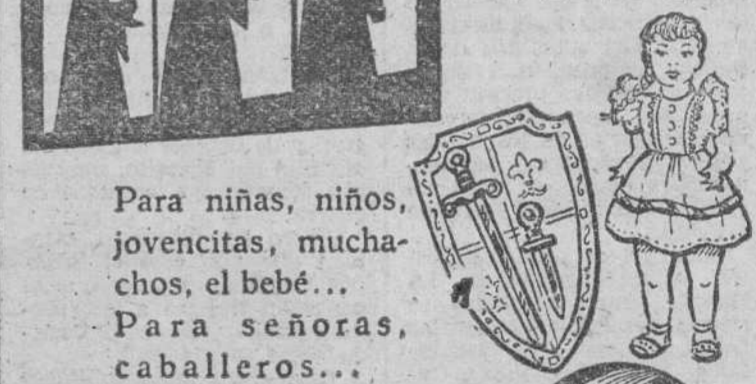 Para niñas, niños,
jovencitas, mucha-
chos, el bebé...
Para señoras,
caballeros...